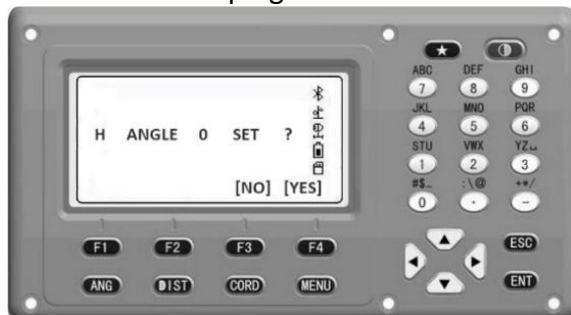 ABC DEF GHI
7 8 9
JKL MNO PQR
4 5 6
H ANGLE 0 SET ?
STU VWX YZ␣
1 2 3
[NO] [YES]
#$_ :\@ +*/
0 . -
F1 F2 F3 F4
ESC
ANG DIST CORD MENU
ENT